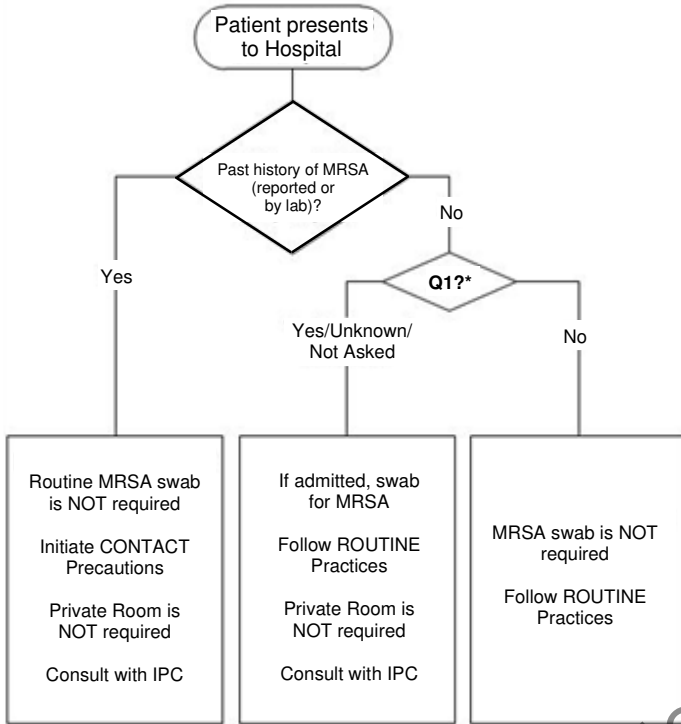 Patient presents
to Hospital
Past history of MRSA
(reported or
by lab)?
No
Yes
Q1?*
Yes/Unknown/
Not Asked
No
Routine MRSA swab
is NOT required
Initiate CONTACT
Precautions
Private Room is
NOT required
Consult with IPC
If admitted, swab
for MRSA
Follow ROUTINE
Practices
Private Room is
NOT required
Consult with IPC
MRSA swab is NOT
required
Follow ROUTINE
Practices